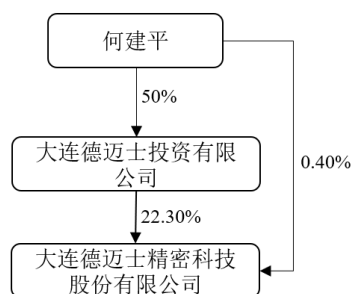 何建平
50%
大连德迈士投资有限
公司
0.40%
22.30%
大连德迈士精密科技
股份有限公司